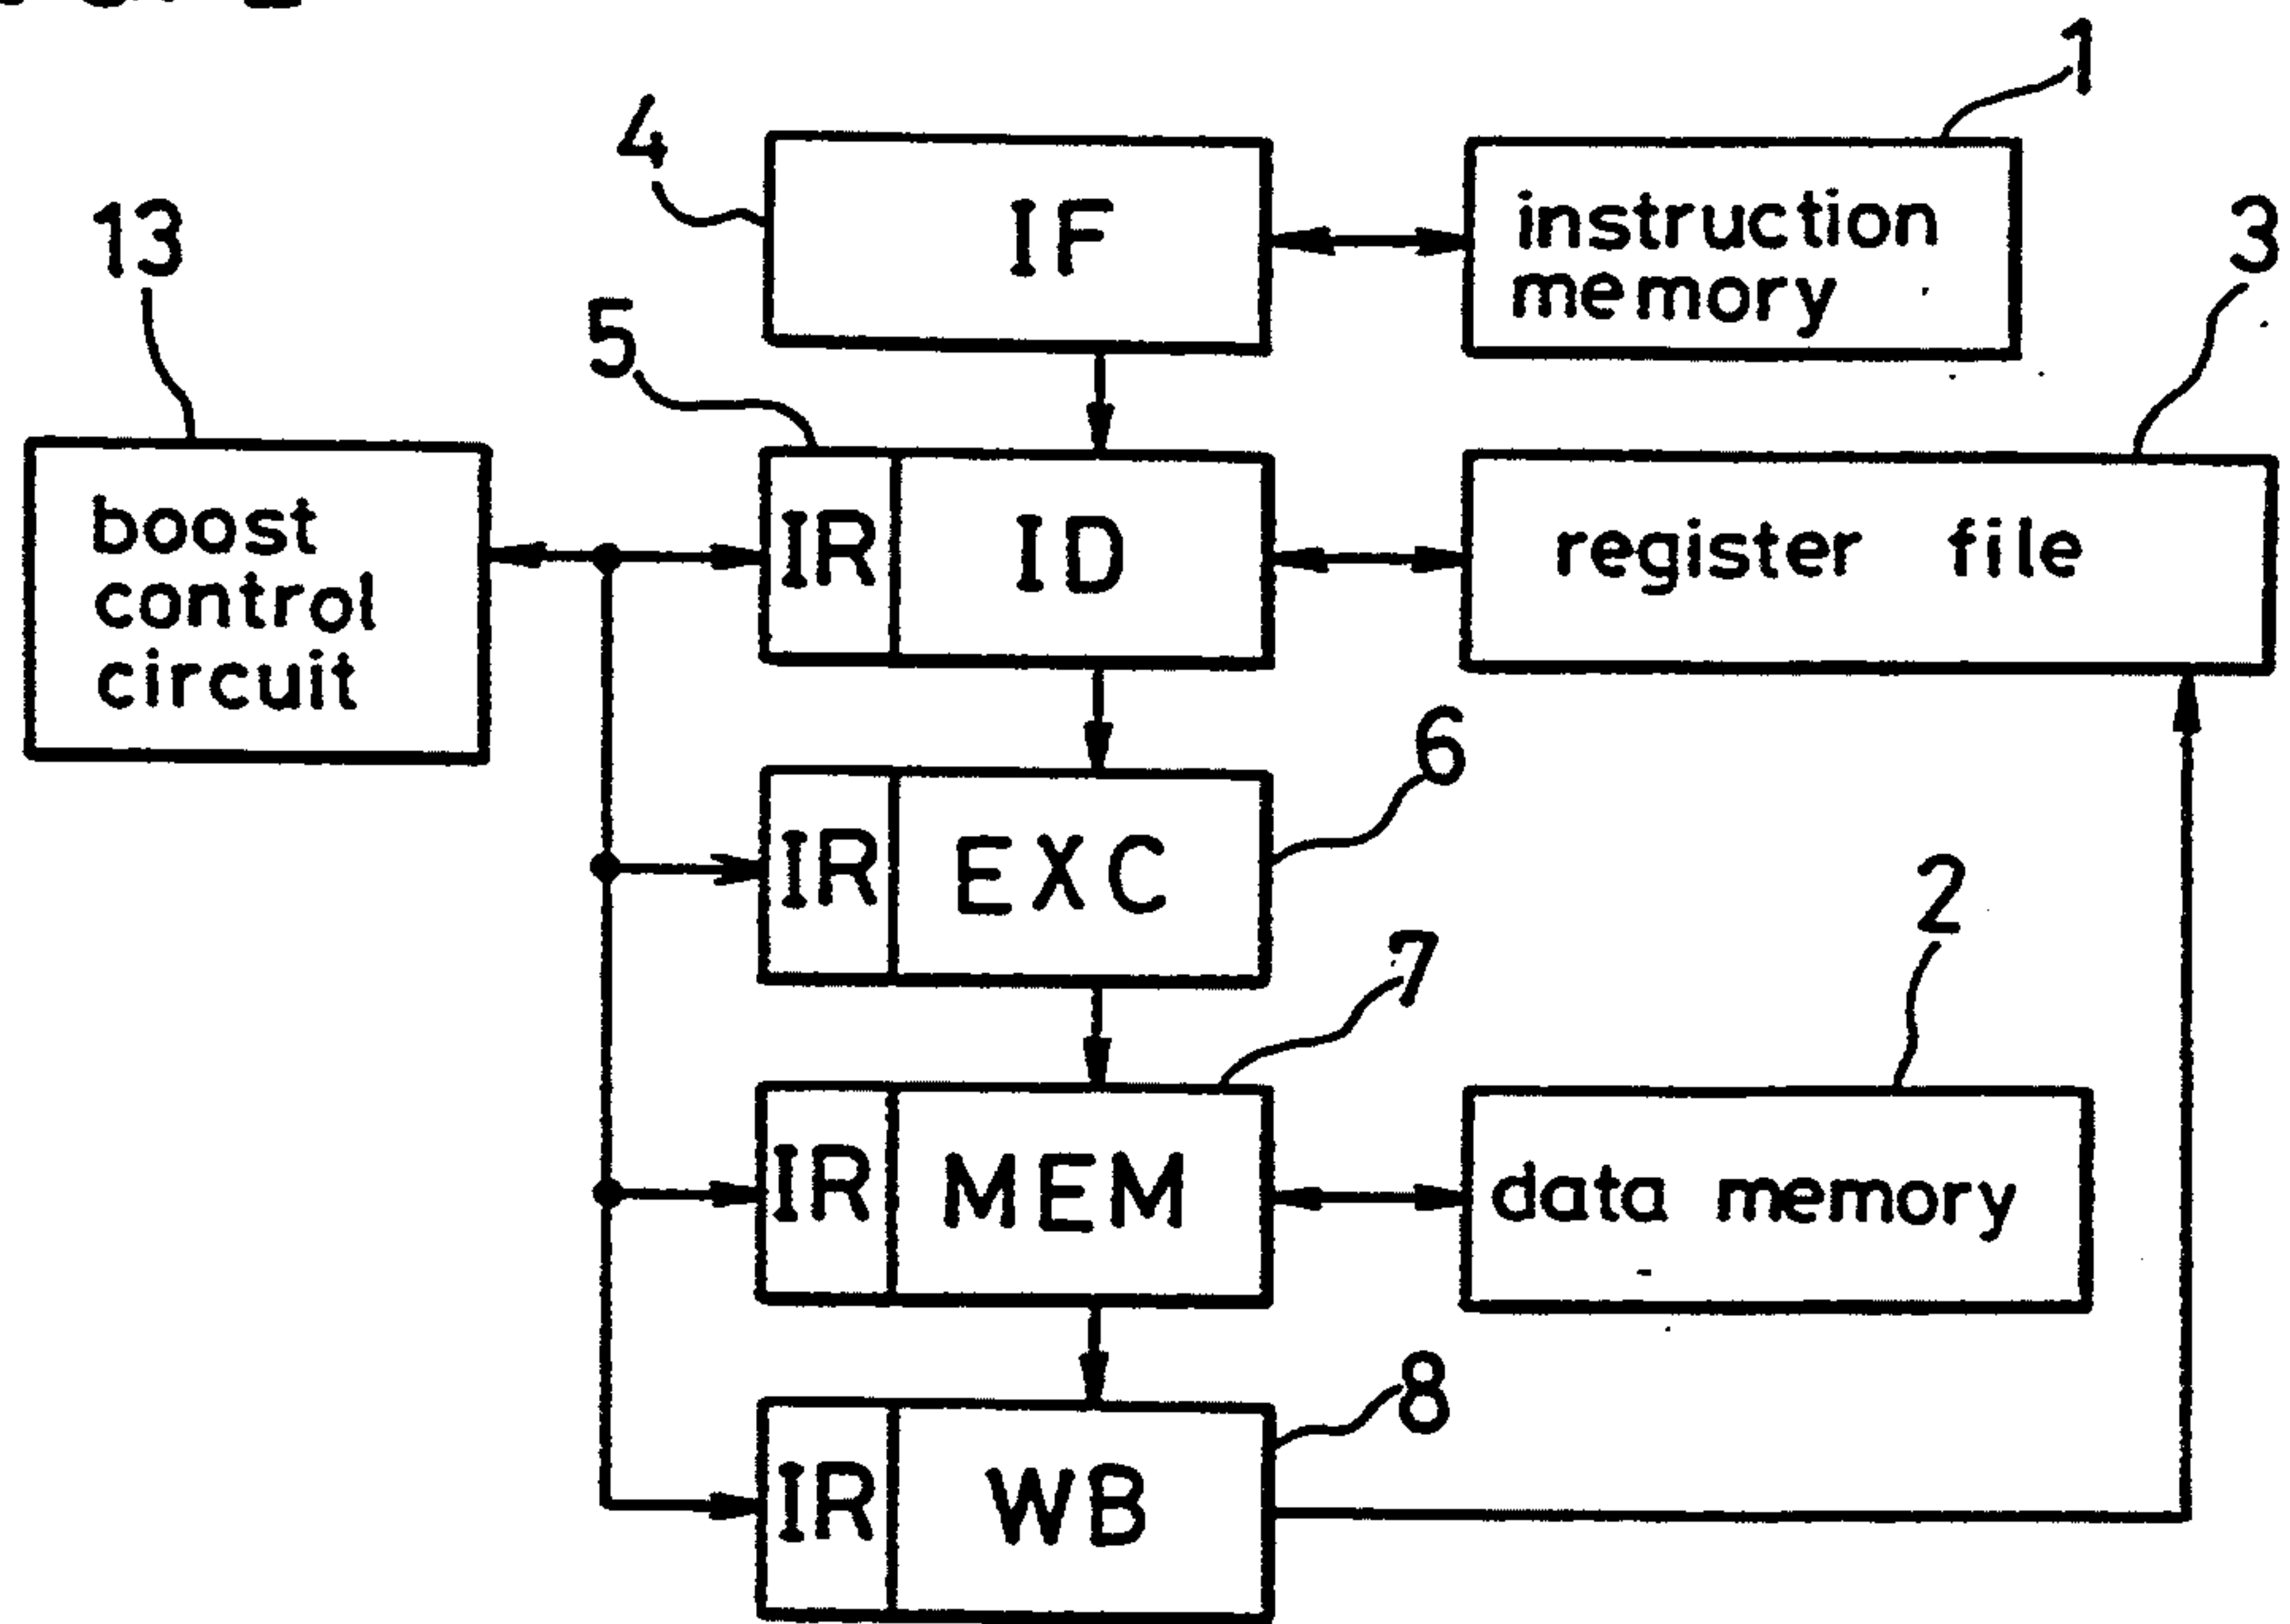 1
4
IF
instruction
memory
13
3
5
boost
control
circuit
IR
ID
register file
6
IR
EXC
2
7
IR
MEM
data memory
8
IR
WB